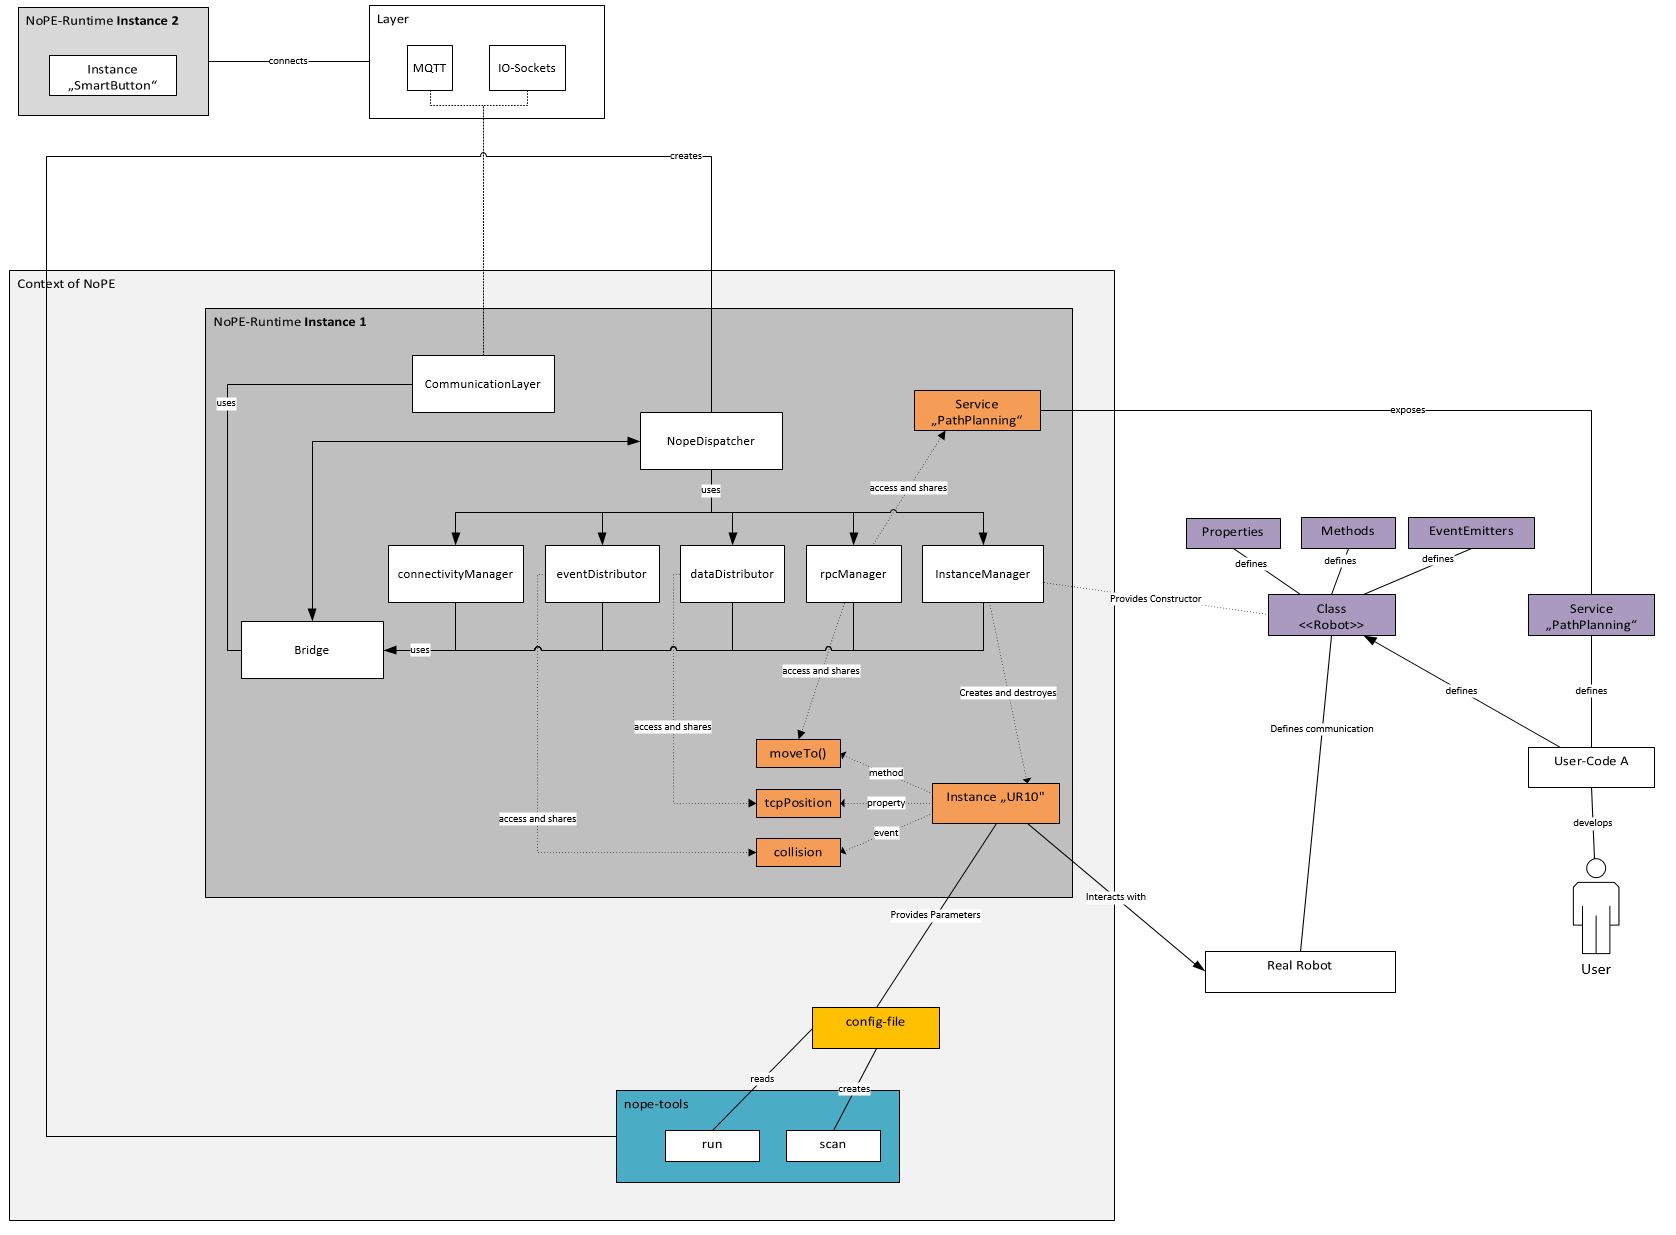 NoPE-Runtime Instance 2
Instance
„SmartButton“
connects
Layer
MQTT
IO-Sockets
creates
Context of NoPE
NoPE-Runtime Instance 1
CommunicationLayer
uses
NopeDispatcher
uses
Service
„PathPlanning“
exposes
access and shares
connectivityManager
eventDistributor
dataDistributor
rpcManager
InstanceManager
Provides Constructor
Properties
Methods
EventEmitters
defines
defines
defines
Class
<<Robot>>
Service
„PathPlanning“
Bridge
uses
access and shares
Creates and destroyes
access and shares
access and shares
defines
defines
Defines communication
moveTo()
tcpPosition
collision
method
property
event
Instance „UR10"
User-Code A
develops
User
Interacts with
Provides Parameters
Real Robot
config-file
reads
creates
nope-tools
run
scan